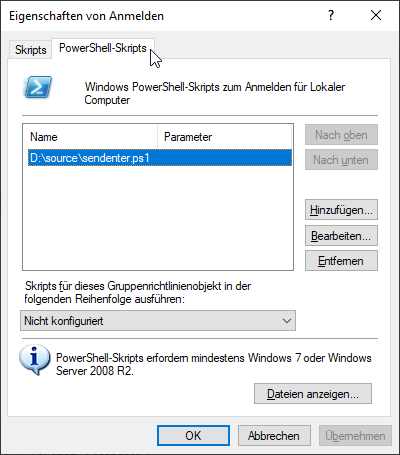 Eigenschaften von Anmelden
Skripts
PowerShell-Skripts
Windows PowerShell-Skripts zum Anmelden für Lokaler
Computer
Name
Parameter
D:\source\sendenter.ps1
Nach oben
Nach unten
Hinzufügen...
Bearbeiten...
Entfernen
Skripts für dieses Gruppenrichtlinienobjekt in der
folgenden Reihenfolge ausführen:
Nicht konfiguriert
PowerShell-Skripts erfordern mindestens Windows 7 oder Windows
Server 2008 R2.
Dateien anzeigen...
OK
Abbrechen
Übernehmen